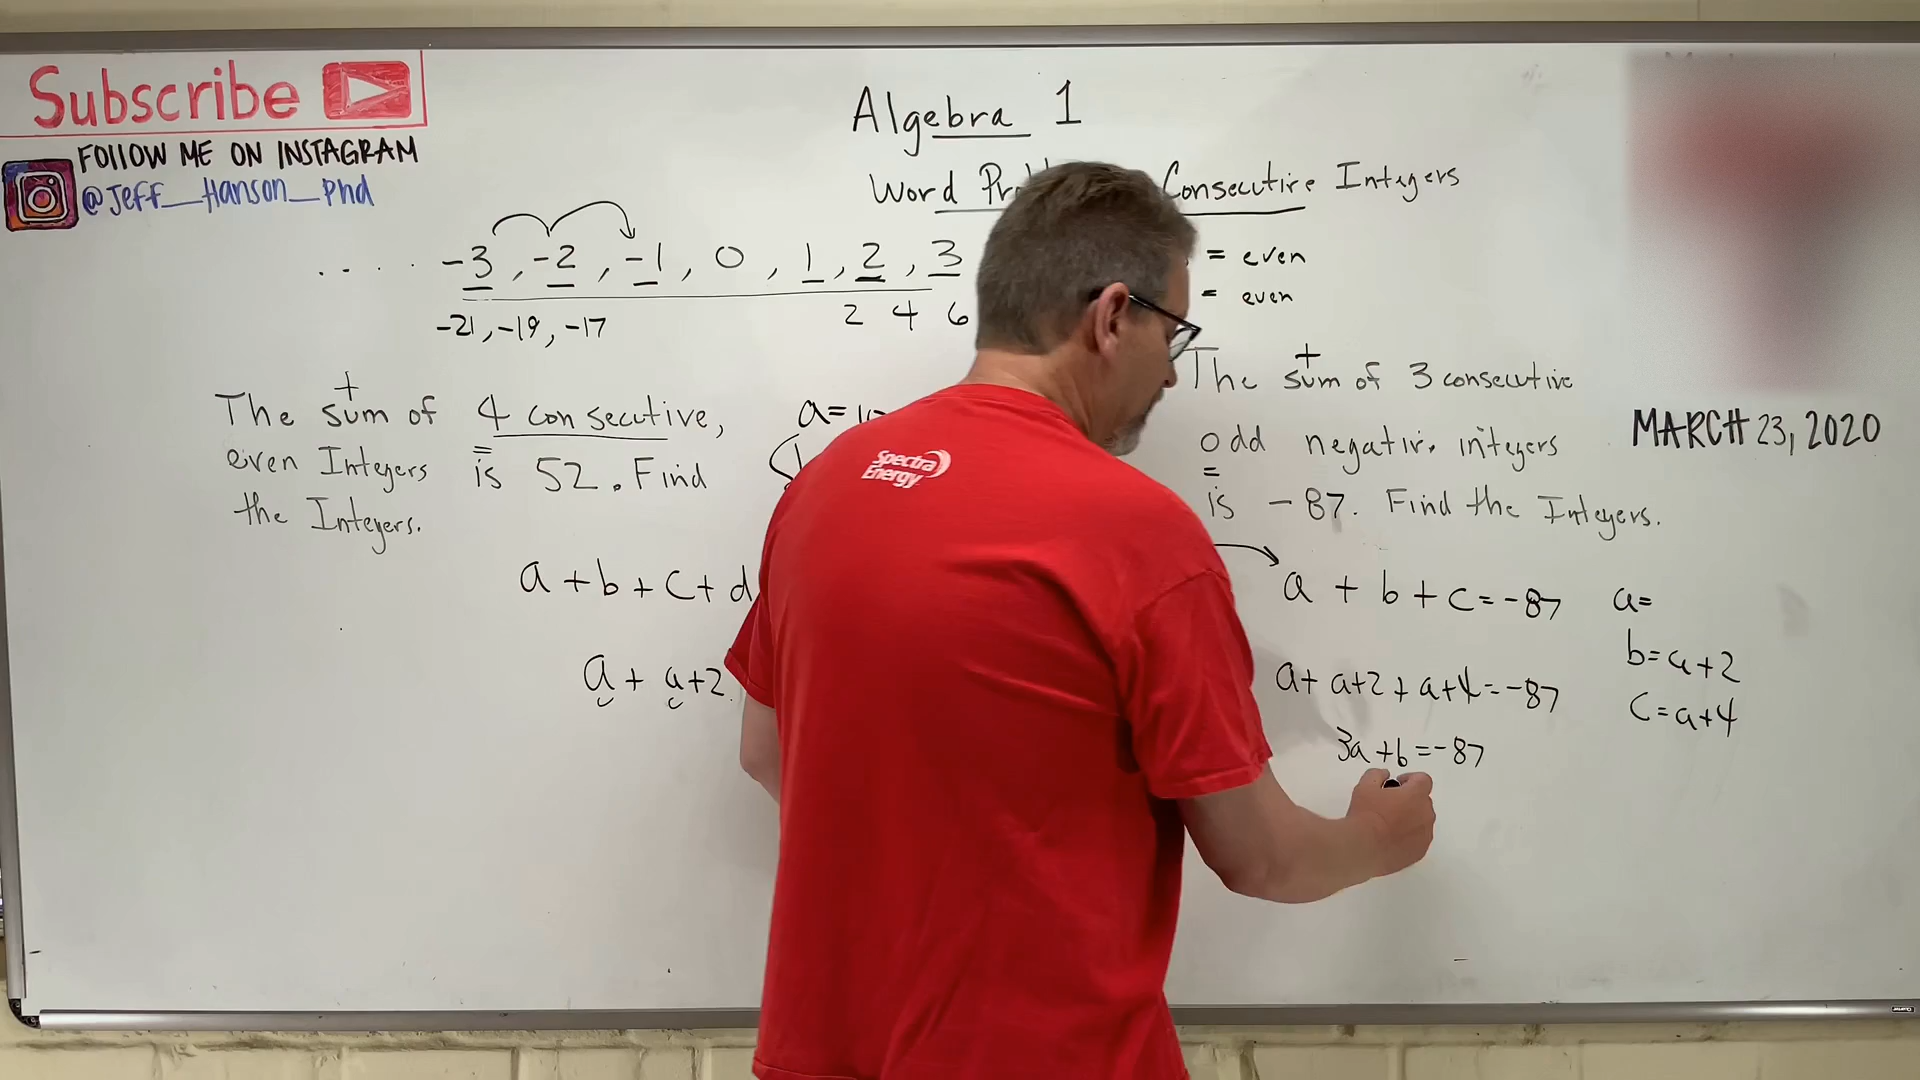 Subscribe
FOllOW ME ON INSTAGRAM
@Jeff_Hanson_Phd
Algebra 1
Word Consecutive Integers
.... -3, -2, -1, 0, 1, 2, 3
= even
-21, -19, -17
2 4 6
= even
The sum of 4 consecutive,
even Integers is 52. Find
the Integers.
+
=
a=
a+b+c+d
a + a+2
Spectra
Energy
+
The sum of 3 consecutive
odd negative integers
=
is -87. Find the Integers.
a + b + c = -87
a+ a+2 + a+4 = -87
3a + 6 = -87
a=
b=a+2
c=a+4
MARCH 23, 2020